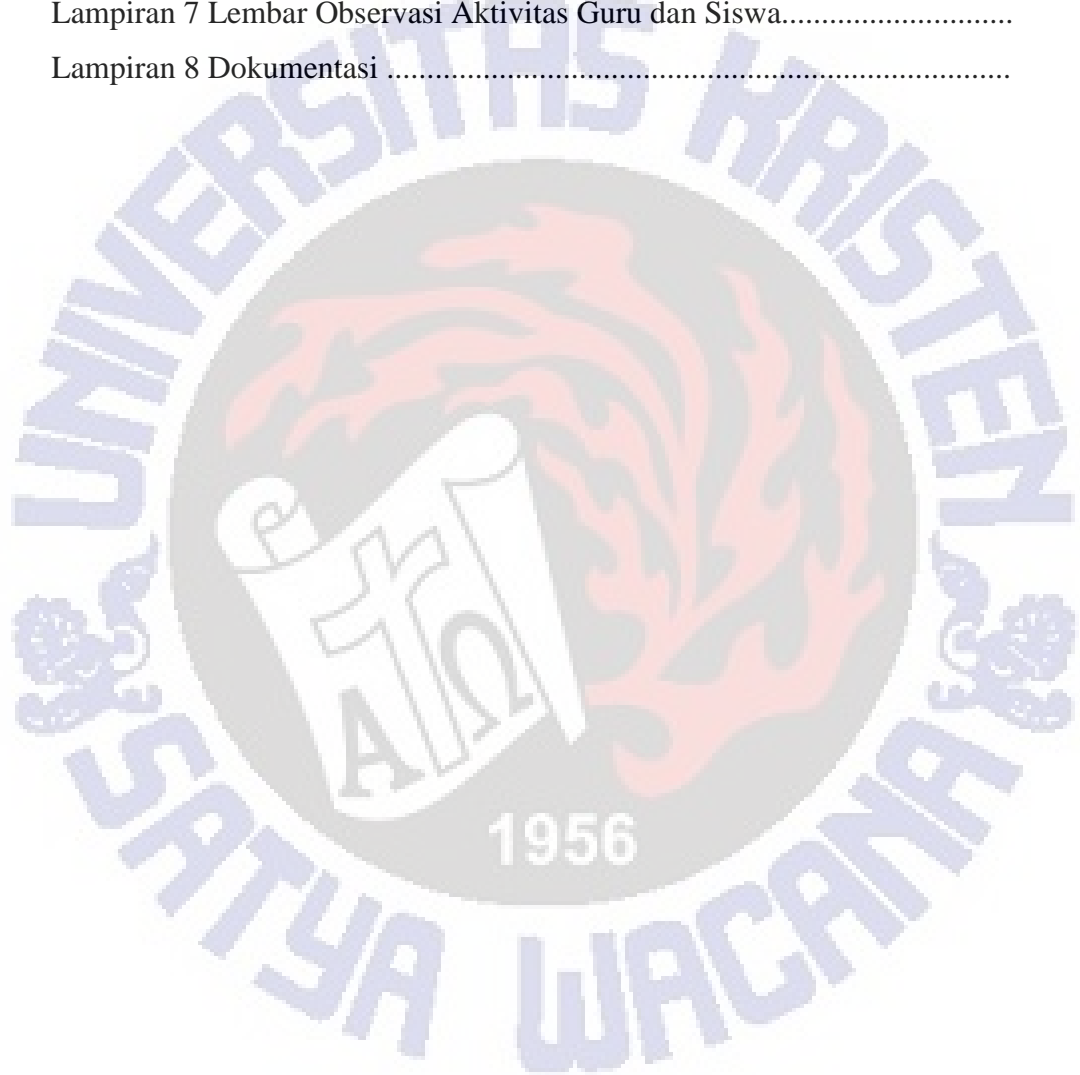 Lampiran 7 Lembar Observasi Aktivitas Guru dan Siswa.............................
Lampiran 8 Dokumentasi ..............................................................................
UNIVERSITAS KRISTEN
Α Ω
1956
SATYA WACANA